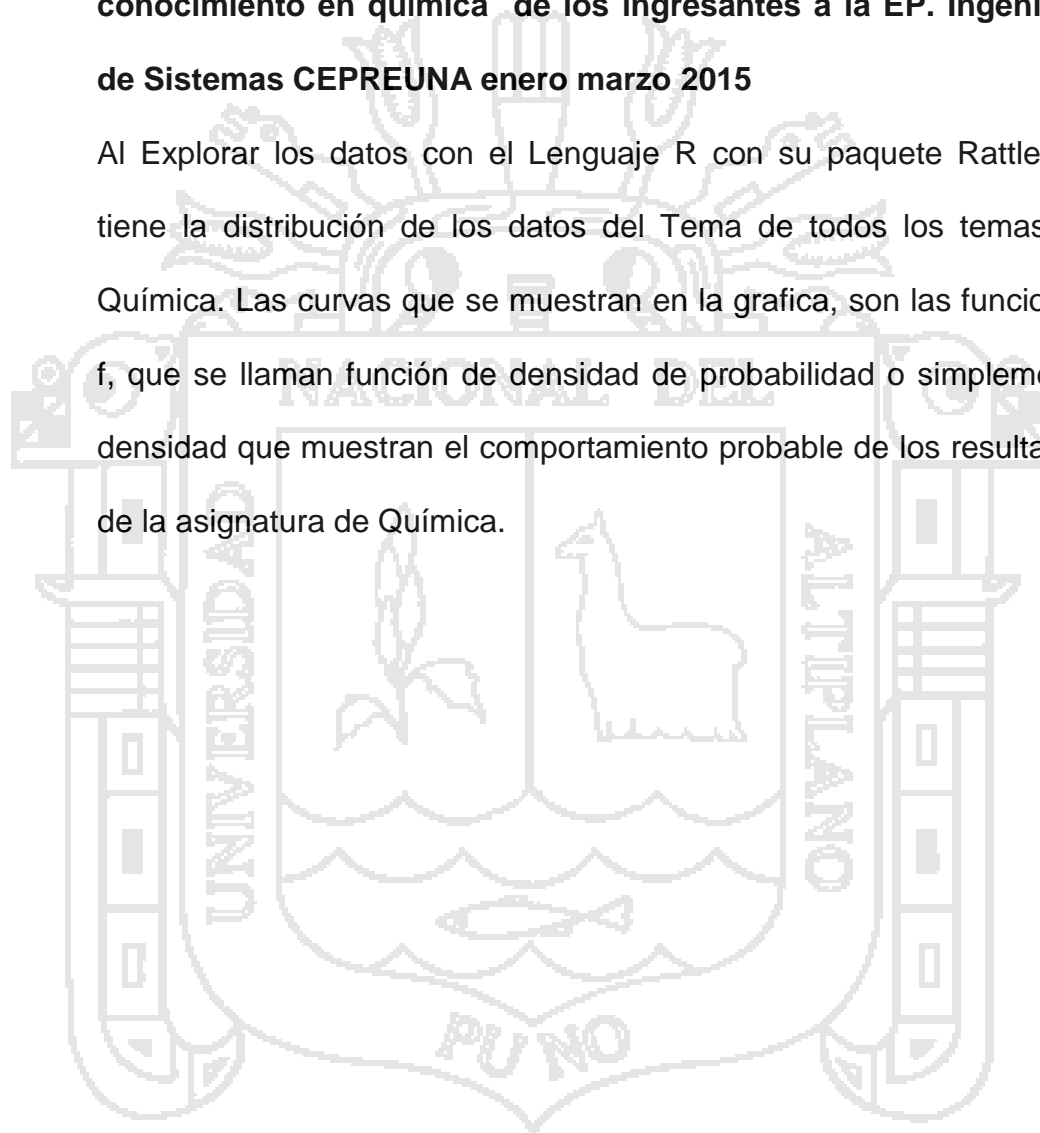 conocimiento en química de los ingresantes a la EP. Ingeni
de Sistemas CEPREUNA enero marzo 2015
Al Explorar los datos con el Lenguaje R con su paquete Rattle
tiene la distribución de los datos del Tema de todos los temas
Química. Las curvas que se muestran en la grafica, son las funcio
f, que se llaman función de densidad de probabilidad o simpleme
densidad que muestran el comportamiento probable de los resulta
de la asignatura de Química.
NACIONAL DEL
UNIVERSIDAD
ALTIPLANO
PUNO